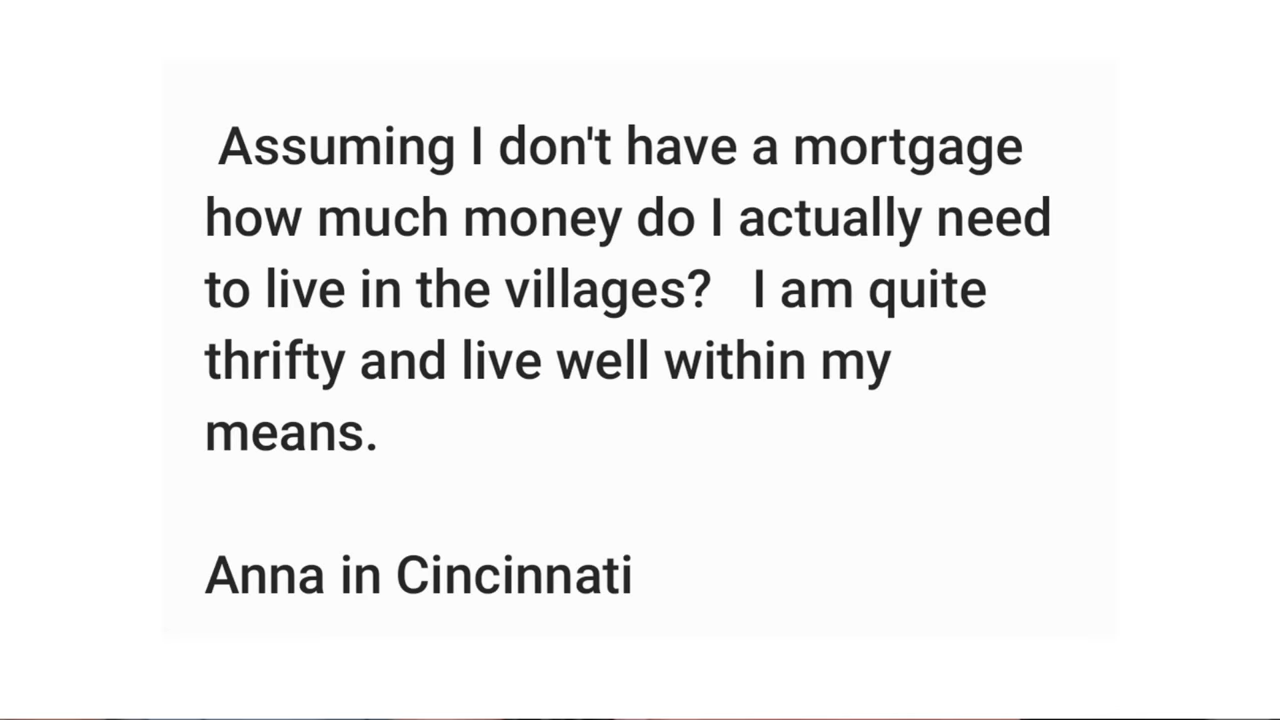 Assuming I don't have a mortgage
how much money do I actually need
to live in the villages?   I am quite
thrifty and live well within my
means.
Anna in Cincinnati